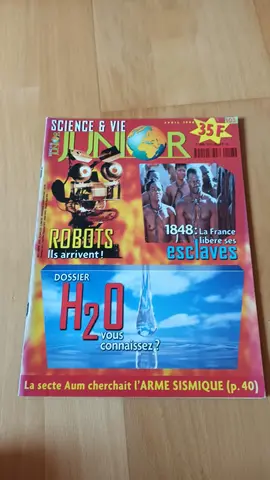 SCIENCE & VIE
JUNIOR
35F
ROBOTS
Ils arrivent !
1848 : La France
libère ses
esclaves
DOSSIER
H2O
vous
connaissez ?
La secte Aum cherchait l'ARME SISMIQUE (p. 40)